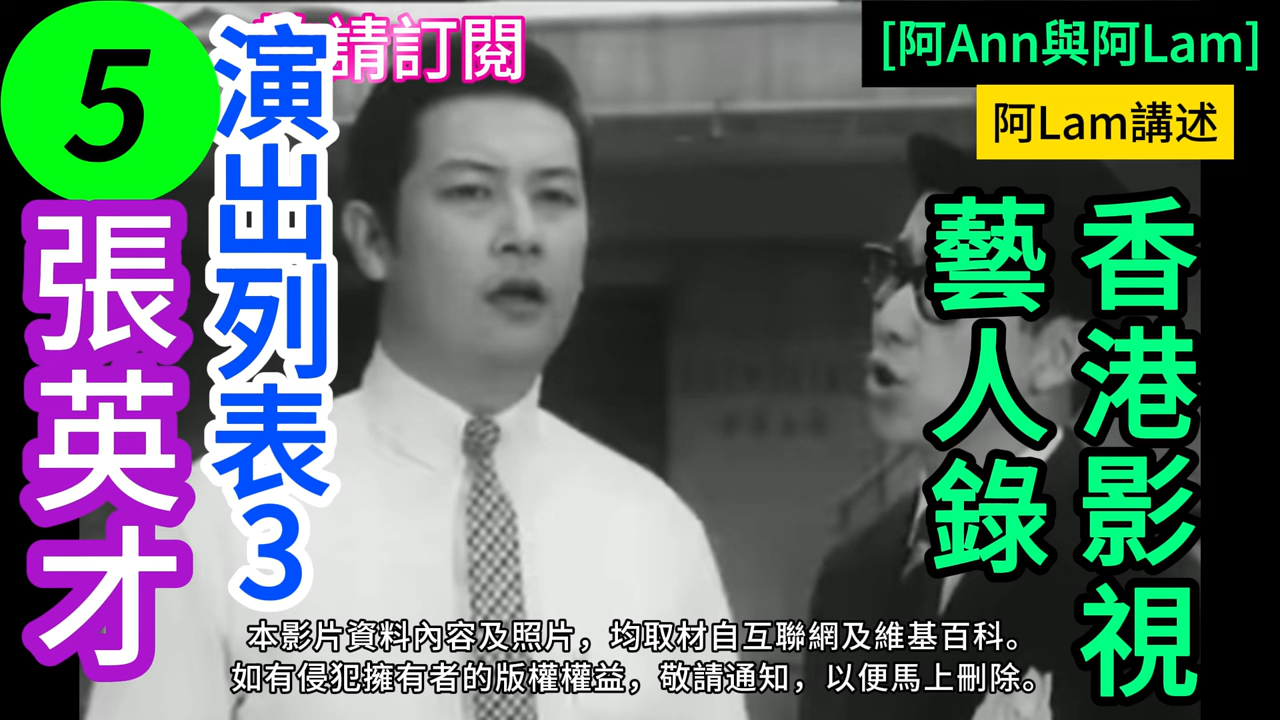 5
張英才
演出列表3
請訂閱
[阿Ann與阿Lam]
阿Lam講述
香港影視
藝人錄
本影片資料內容及照片，均取材自互聯網及維基百科。
如有侵犯擁有者的版權權益，敬請通知，以便馬上刪除。